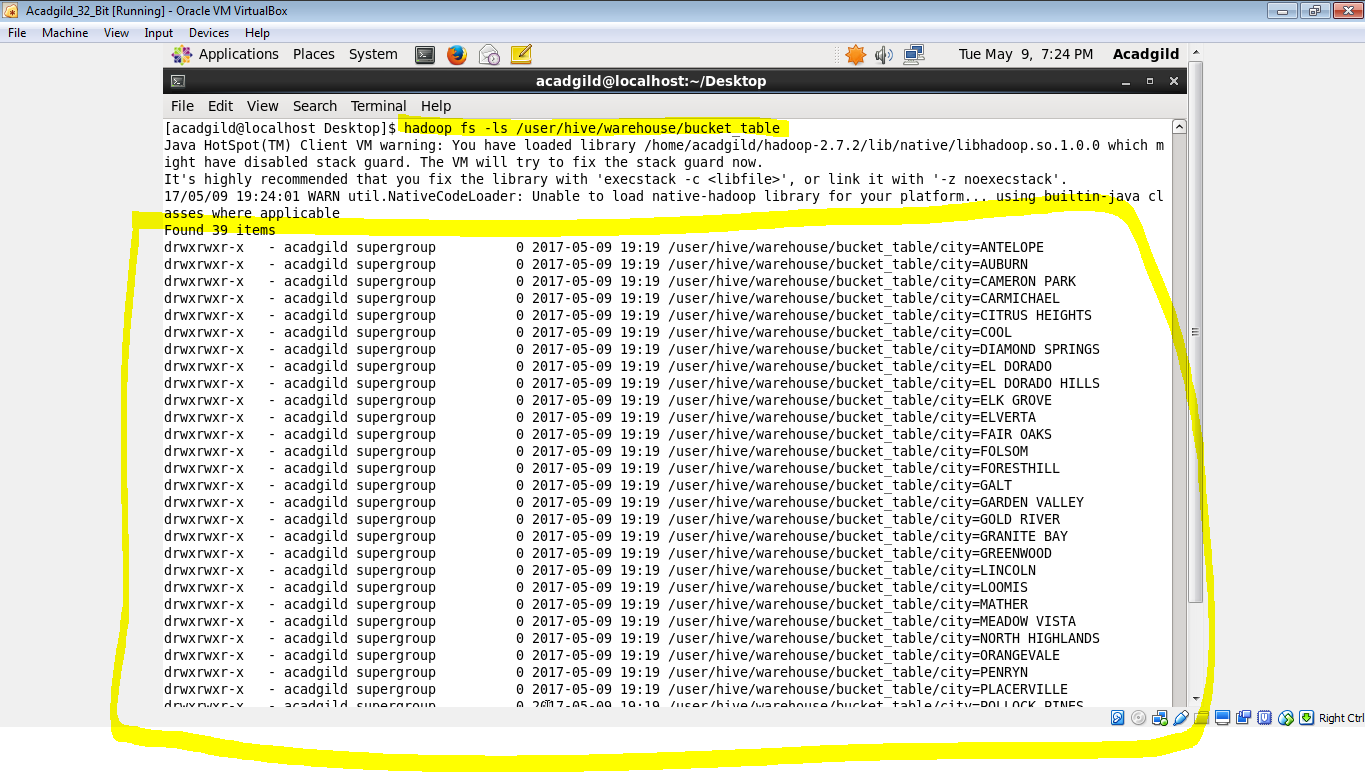 Acadgild_32_Bit [Running] - Oracle VM VirtualBox
File Machine View Input Devices Help
Applications Places System Tue May 9, 7:24 PM Acadgild
acadgild@localhost:~/Desktop
File Edit View Search Terminal Help
[acadgild@localhost Desktop]$ hadoop fs -ls /user/hive/warehouse/bucket_table
Java HotSpot(TM) Client VM warning: You have loaded library /home/acadgild/hadoop-2.7.2/lib/native/libhadoop.so.1.0.0 which m
ight have disabled stack guard. The VM will try to fix the stack guard now.
It's highly recommended that you fix the library with 'execstack -c <libfile>', or link it with '-z noexecstack'.
17/05/09 19:24:01 WARN util.NativeCodeLoader: Unable to load native-hadoop library for your platform... using builtin-java cl
asses where applicable
Found 39 items
drwxrwxr-x - acadgild supergroup 0 2017-05-09 19:19 /user/hive/warehouse/bucket_table/city=ANTELOPE
drwxrwxr-x - acadgild supergroup 0 2017-05-09 19:19 /user/hive/warehouse/bucket_table/city=AUBURN
drwxrwxr-x - acadgild supergroup 0 2017-05-09 19:19 /user/hive/warehouse/bucket_table/city=CAMERON PARK
drwxrwxr-x - acadgild supergroup 0 2017-05-09 19:19 /user/hive/warehouse/bucket_table/city=CARMICHAEL
drwxrwxr-x - acadgild supergroup 0 2017-05-09 19:19 /user/hive/warehouse/bucket_table/city=CITRUS HEIGHTS
drwxrwxr-x - acadgild supergroup 0 2017-05-09 19:19 /user/hive/warehouse/bucket_table/city=COOL
drwxrwxr-x - acadgild supergroup 0 2017-05-09 19:19 /user/hive/warehouse/bucket_table/city=DIAMOND SPRINGS
drwxrwxr-x - acadgild supergroup 0 2017-05-09 19:19 /user/hive/warehouse/bucket_table/city=EL DORADO
drwxrwxr-x - acadgild supergroup 0 2017-05-09 19:19 /user/hive/warehouse/bucket_table/city=EL DORADO HILLS
drwxrwxr-x - acadgild supergroup 0 2017-05-09 19:19 /user/hive/warehouse/bucket_table/city=ELK GROVE
drwxrwxr-x - acadgild supergroup 0 2017-05-09 19:19 /user/hive/warehouse/bucket_table/city=ELVERTA
drwxrwxr-x - acadgild supergroup 0 2017-05-09 19:19 /user/hive/warehouse/bucket_table/city=FAIR OAKS
drwxrwxr-x - acadgild supergroup 0 2017-05-09 19:19 /user/hive/warehouse/bucket_table/city=FOLSOM
drwxrwxr-x - acadgild supergroup 0 2017-05-09 19:19 /user/hive/warehouse/bucket_table/city=FORESTHILL
drwxrwxr-x - acadgild supergroup 0 2017-05-09 19:19 /user/hive/warehouse/bucket_table/city=GALT
drwxrwxr-x - acadgild supergroup 0 2017-05-09 19:19 /user/hive/warehouse/bucket_table/city=GARDEN VALLEY
drwxrwxr-x - acadgild supergroup 0 2017-05-09 19:19 /user/hive/warehouse/bucket_table/city=GOLD RIVER
drwxrwxr-x - acadgild supergroup 0 2017-05-09 19:19 /user/hive/warehouse/bucket_table/city=GRANITE BAY
drwxrwxr-x - acadgild supergroup 0 2017-05-09 19:19 /user/hive/warehouse/bucket_table/city=GREENWOOD
drwxrwxr-x - acadgild supergroup 0 2017-05-09 19:19 /user/hive/warehouse/bucket_table/city=LINCOLN
drwxrwxr-x - acadgild supergroup 0 2017-05-09 19:19 /user/hive/warehouse/bucket_table/city=LOOMIS
drwxrwxr-x - acadgild supergroup 0 2017-05-09 19:19 /user/hive/warehouse/bucket_table/city=MATHER
drwxrwxr-x - acadgild supergroup 0 2017-05-09 19:19 /user/hive/warehouse/bucket_table/city=MEADOW VISTA
drwxrwxr-x - acadgild supergroup 0 2017-05-09 19:19 /user/hive/warehouse/bucket_table/city=NORTH HIGHLANDS
drwxrwxr-x - acadgild supergroup 0 2017-05-09 19:19 /user/hive/warehouse/bucket_table/city=ORANGEVALE
drwxrwxr-x - acadgild supergroup 0 2017-05-09 19:19 /user/hive/warehouse/bucket_table/city=PENRYN
drwxrwxr-x - acadgild supergroup 0 2017-05-09 19:19 /user/hive/warehouse/bucket_table/city=PLACERVILLE
drwxrwxr-x - acadgild supergroup 0 2017-05-09 19:19 /user/hive/warehouse/bucket_table/city=POLLOCK PINES
Right Ctrl